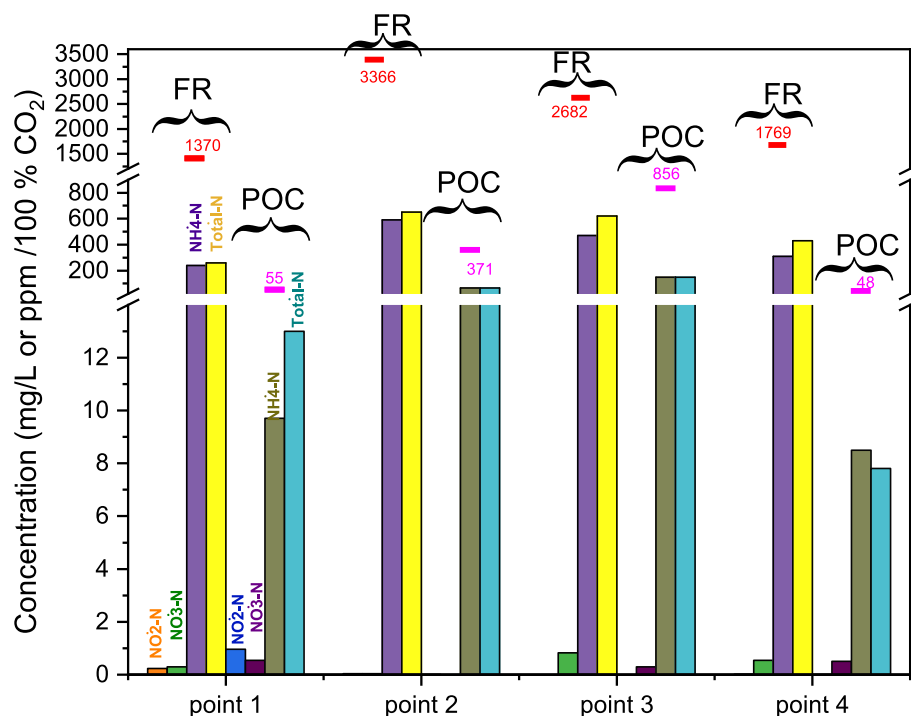 FR
FR
FR
FR
3500
3000
2500
2000
1500
800
600
400
200
12
10
8
6
4
2
0
Concentration (mg/L or ppm /100 % CO₂)
1370
3366
2682
1769
POC
POC
POC
POC
55
371
856
48
NO2-N
NO3-N
NH4-N
Total-N
NO2-N
NO3-N
NH4-N
Total-N
point 1
point 2
point 3
point 4